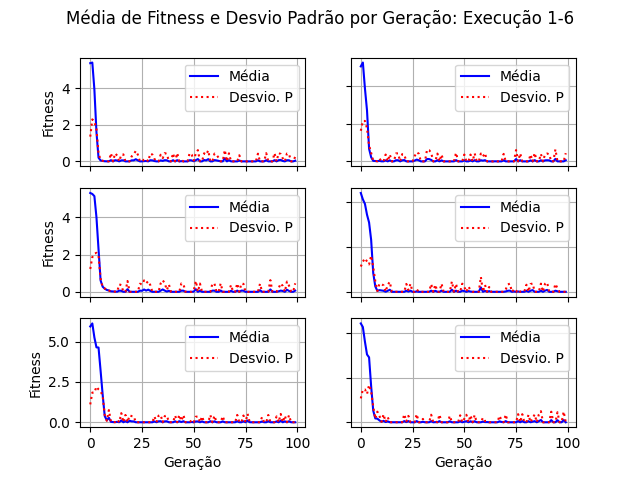 Média de Fitness e Desvio Padrão por Geração: Execução 1-6
Fitness
4
2
0
Média
Desvio. P
Média
Desvio. P
Fitness
4
2
0
Média
Desvio. P
Média
Desvio. P
Fitness
5.0
2.5
0.0
Média
Desvio. P
Média
Desvio. P
0 25 50 75 100
0 25 50 75 100
Geração
Geração